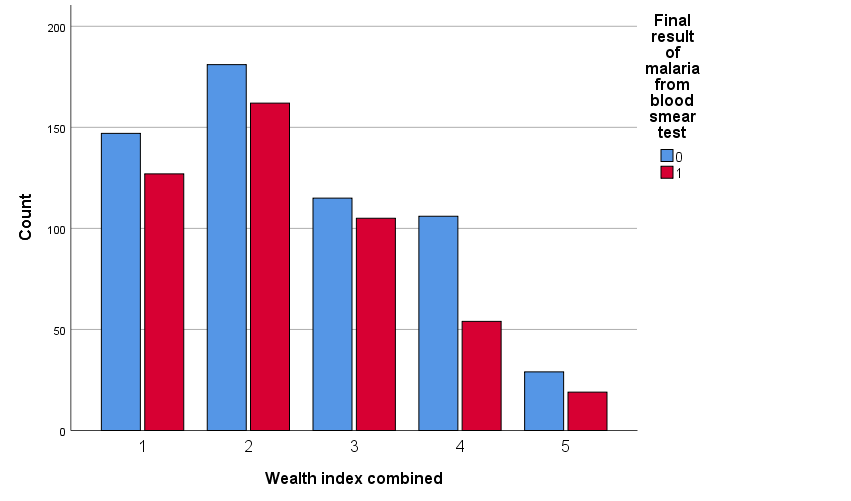 200
150
100
50
0
Count
1 2 3 4 5
Wealth index combined
Final
result
of
malaria
from
blood
smear
test
0
1